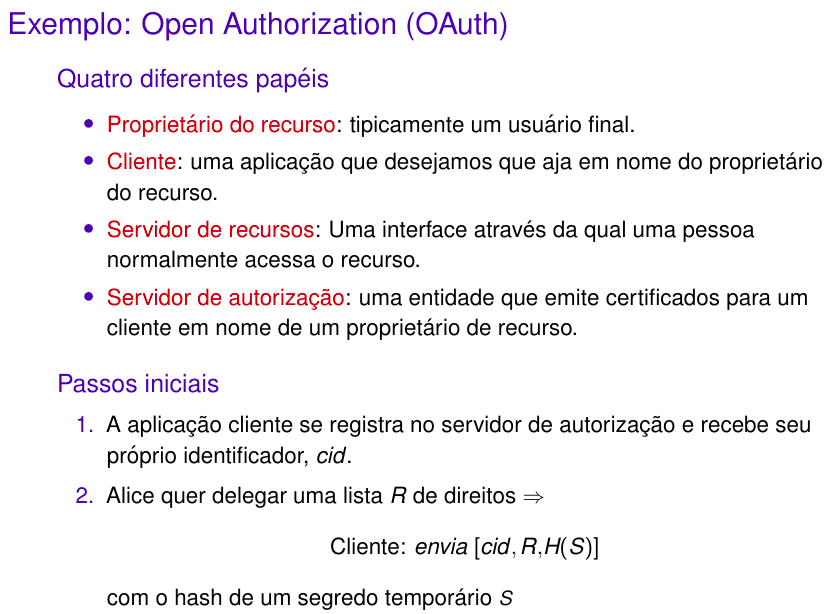 Exemplo: Open Authorization (OAuth)
Quatro diferentes papéis
• Proprietário do recurso: tipicamente um usuário final.
• Cliente: uma aplicação que desejamos que aja em nome do proprietário
do recurso.
• Servidor de recursos: Uma interface através da qual uma pessoa
normalmente acessa o recurso.
• Servidor de autorização: uma entidade que emite certificados para um
cliente em nome de um proprietário de recurso.
Passos iniciais
1. A aplicação cliente se registra no servidor de autorização e recebe seu
próprio identificador, cid.
2. Alice quer delegar uma lista R de direitos ⇒
Cliente: envia [cid,R,H(S)]
com o hash de um segredo temporário S